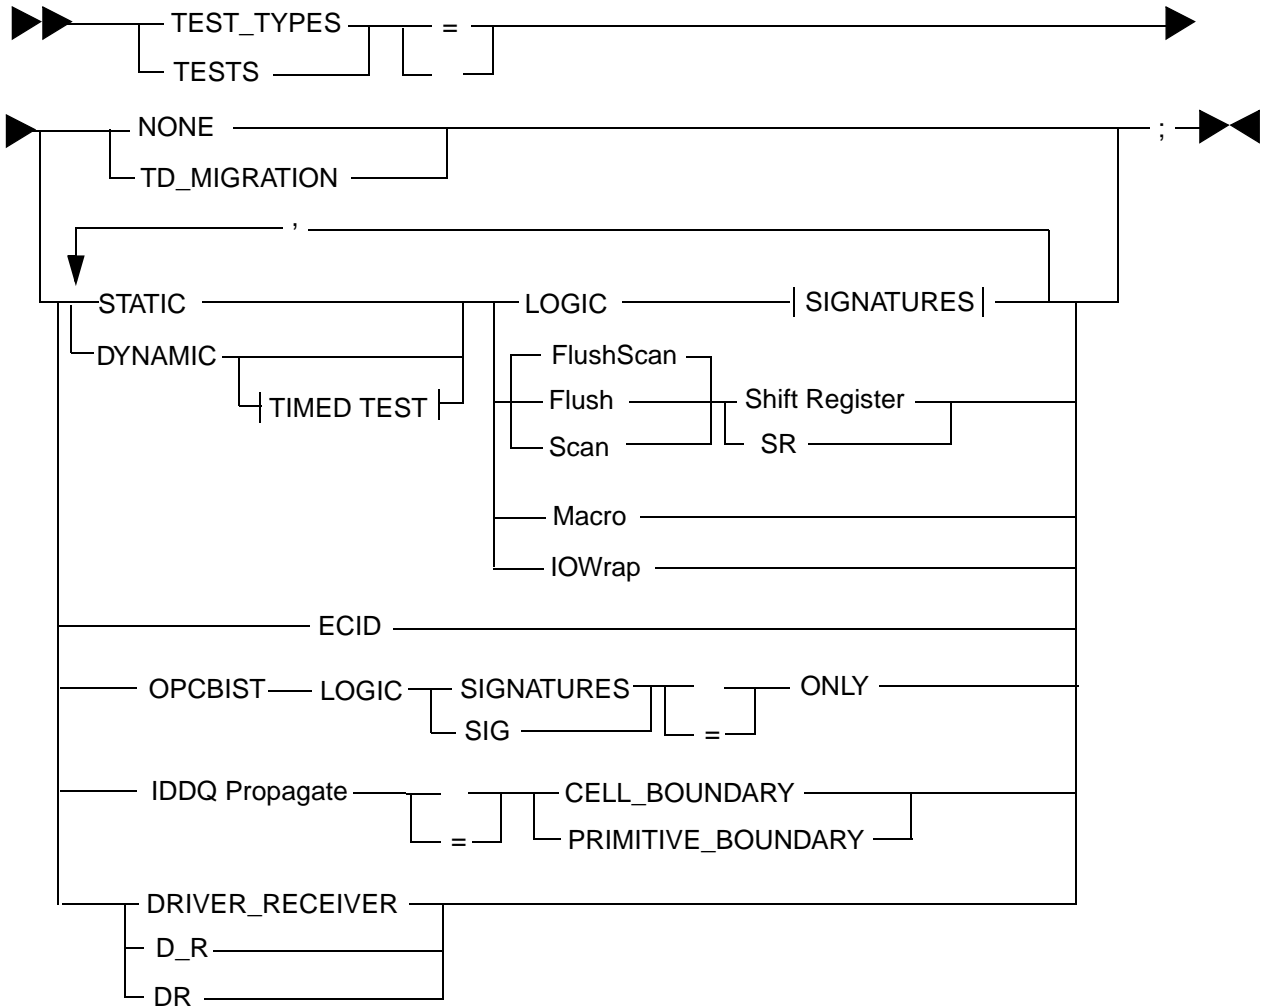 TEST_TYPES =
TESTS
NONE ;
TD_MIGRATION
,
STATIC LOGIC SIGNATURES
DYNAMIC FlushScan
TIMED TEST Flush Shift Register
Scan SR
Macro
IOWrap
ECID
OPCBIST LOGIC SIGNATURES ONLY
SIG =
IDDQ Propagate CELL_BOUNDARY
= PRIMITIVE_BOUNDARY
DRIVER_RECEIVER
D_R
DR